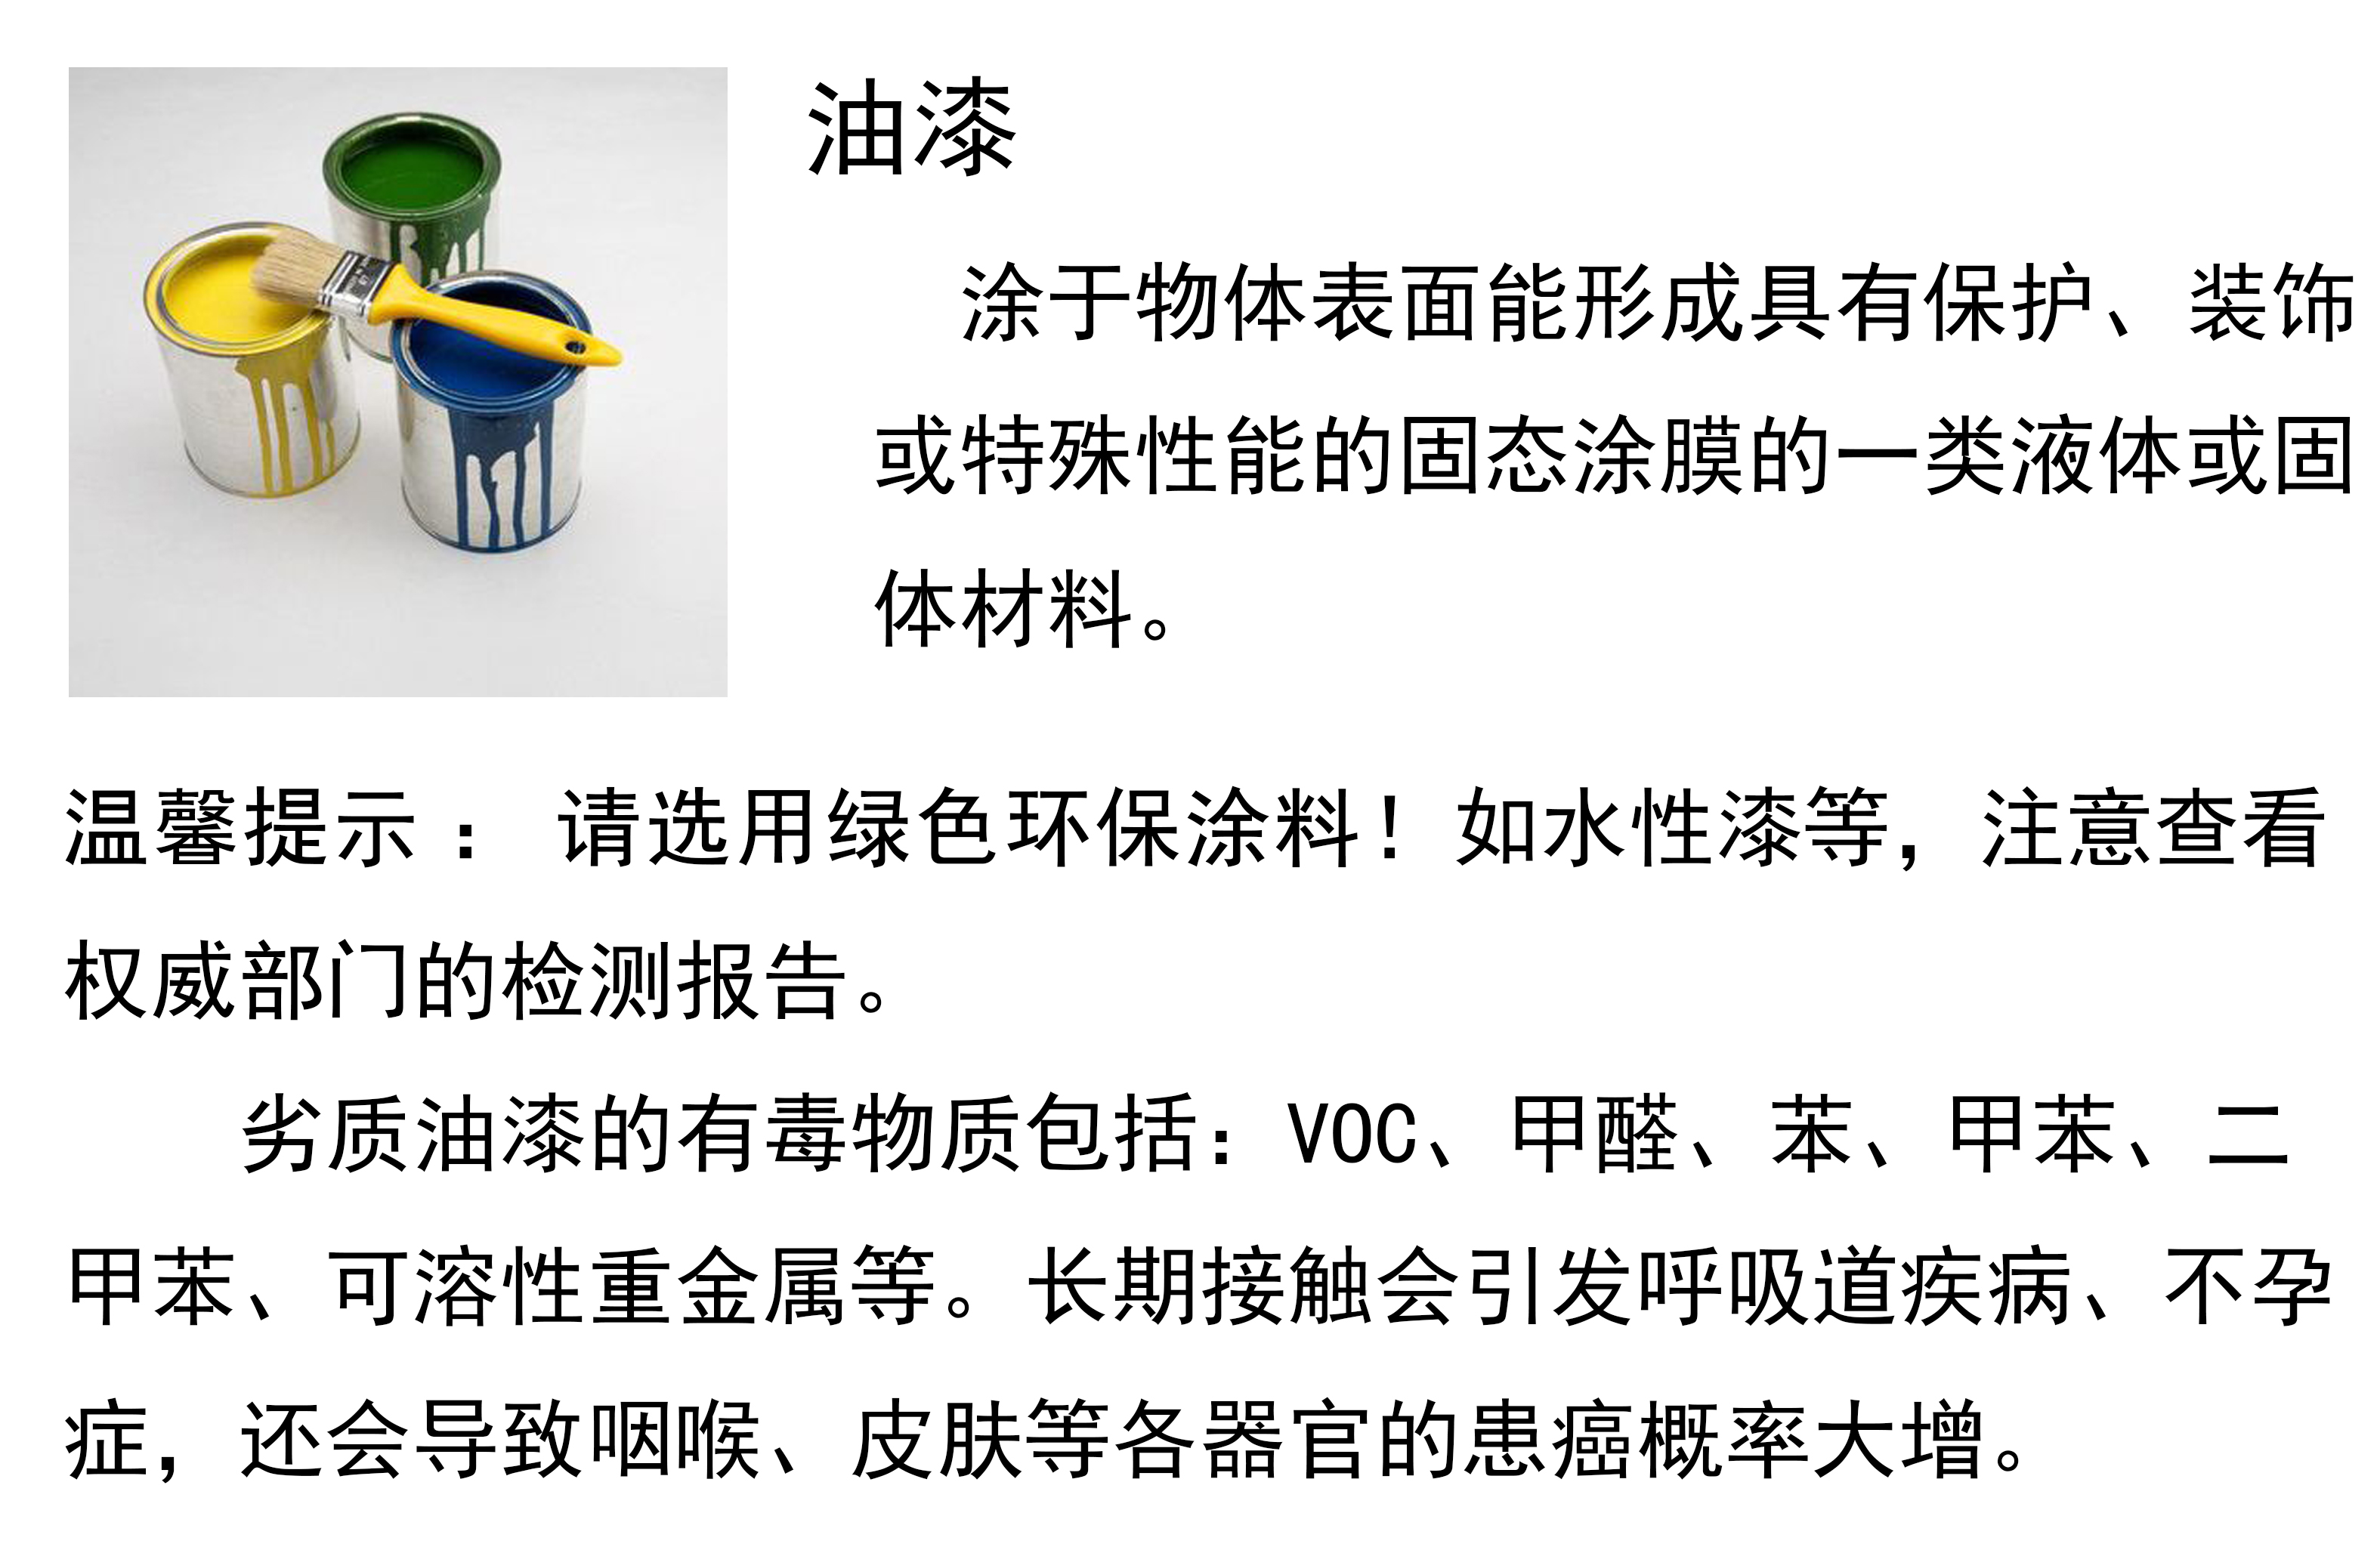 油漆
涂于物体表面能形成具有保护、装饰
或特殊性能的固态涂膜的一类液体或固
体材料。
温馨提示： 请选用绿色环保涂料！如水性漆等，注意查看
权威部门的检测报告。
劣质油漆的有毒物质包括：VOC、甲醛、苯、甲苯、二
甲苯、可溶性重金属等。长期接触会引发呼吸道疾病、不孕
症，还会导致咽喉、皮肤等各器官的患癌概率大增。